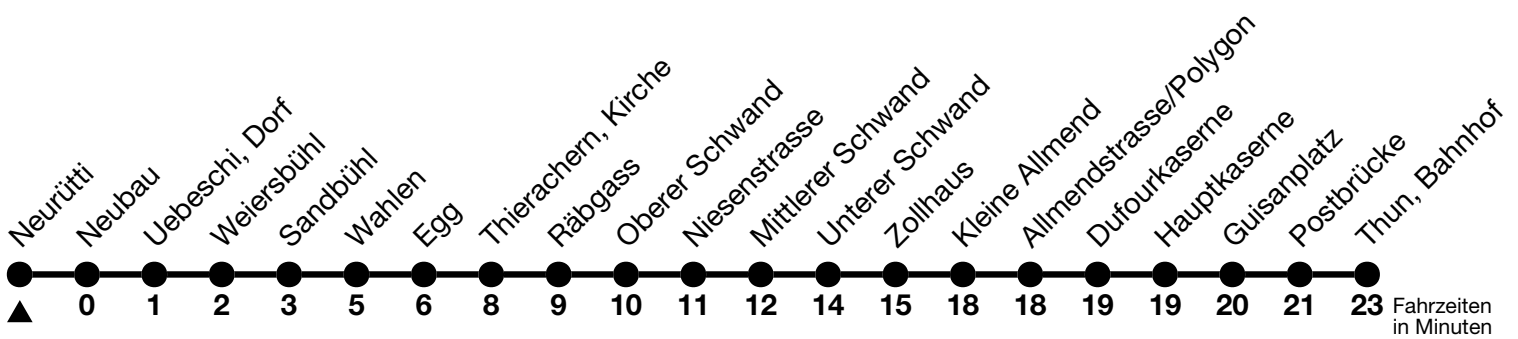 Neurütti
Neubau
Uebeschi, Dorf
Weiersbühl
Sandbühl
Wahlen
Egg
Thierachern, Kirche
Räbgass
Oberer Schwand
Niesenstrasse
Mittlerer Schwand
Unterer Schwand
Zollhaus
Kleine Allmend
Allmendstrasse/Polygon
Dufourkaserne
Hauptkaserne
Guisanplatz
Postbrücke
Thun, Bahnhof
0 1 2 3 5 6 8 9 10 11 12 14 15 18 18 19 19 20 21 23
Fahrzeiten
in Minuten